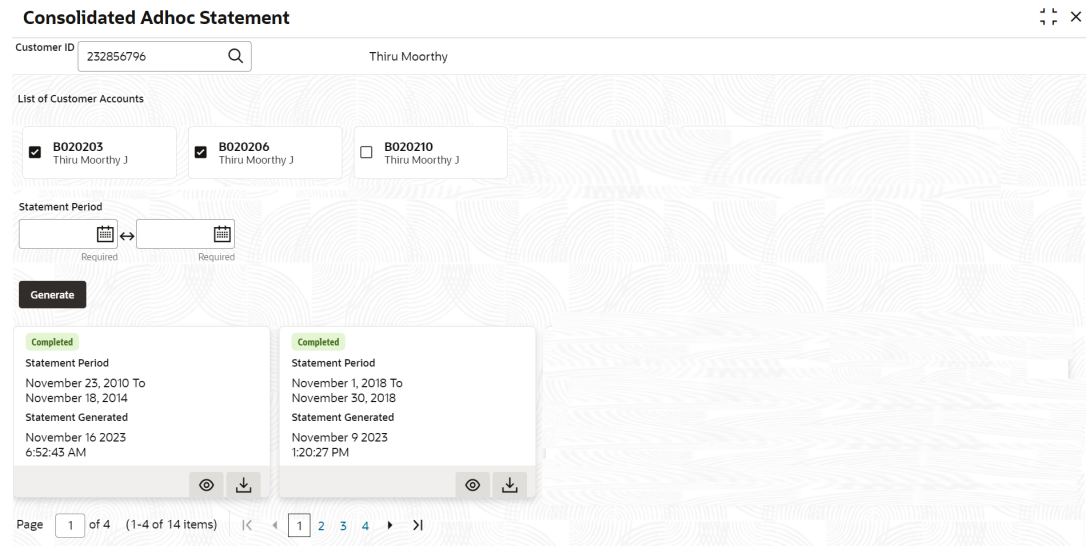 Consolidated Adhoc Statement
Customer ID 232856796 Thiru Moorthy
List of Customer Accounts
B020203 B020206 B020210
Thiru Moorthy J Thiru Moorthy J Thiru Moorthy J
Statement Period
Required Required
Generate
Completed
Statement Period
November 23, 2010 To
November 18, 2014
Statement Generated
November 16 2023
6:52:43 AM
Completed
Statement Period
November 1, 2018 To
November 30, 2018
Statement Generated
November 9 2023
1:20:27 PM
Page 1 of 4 (1-4 of 14 items) 1 2 3 4